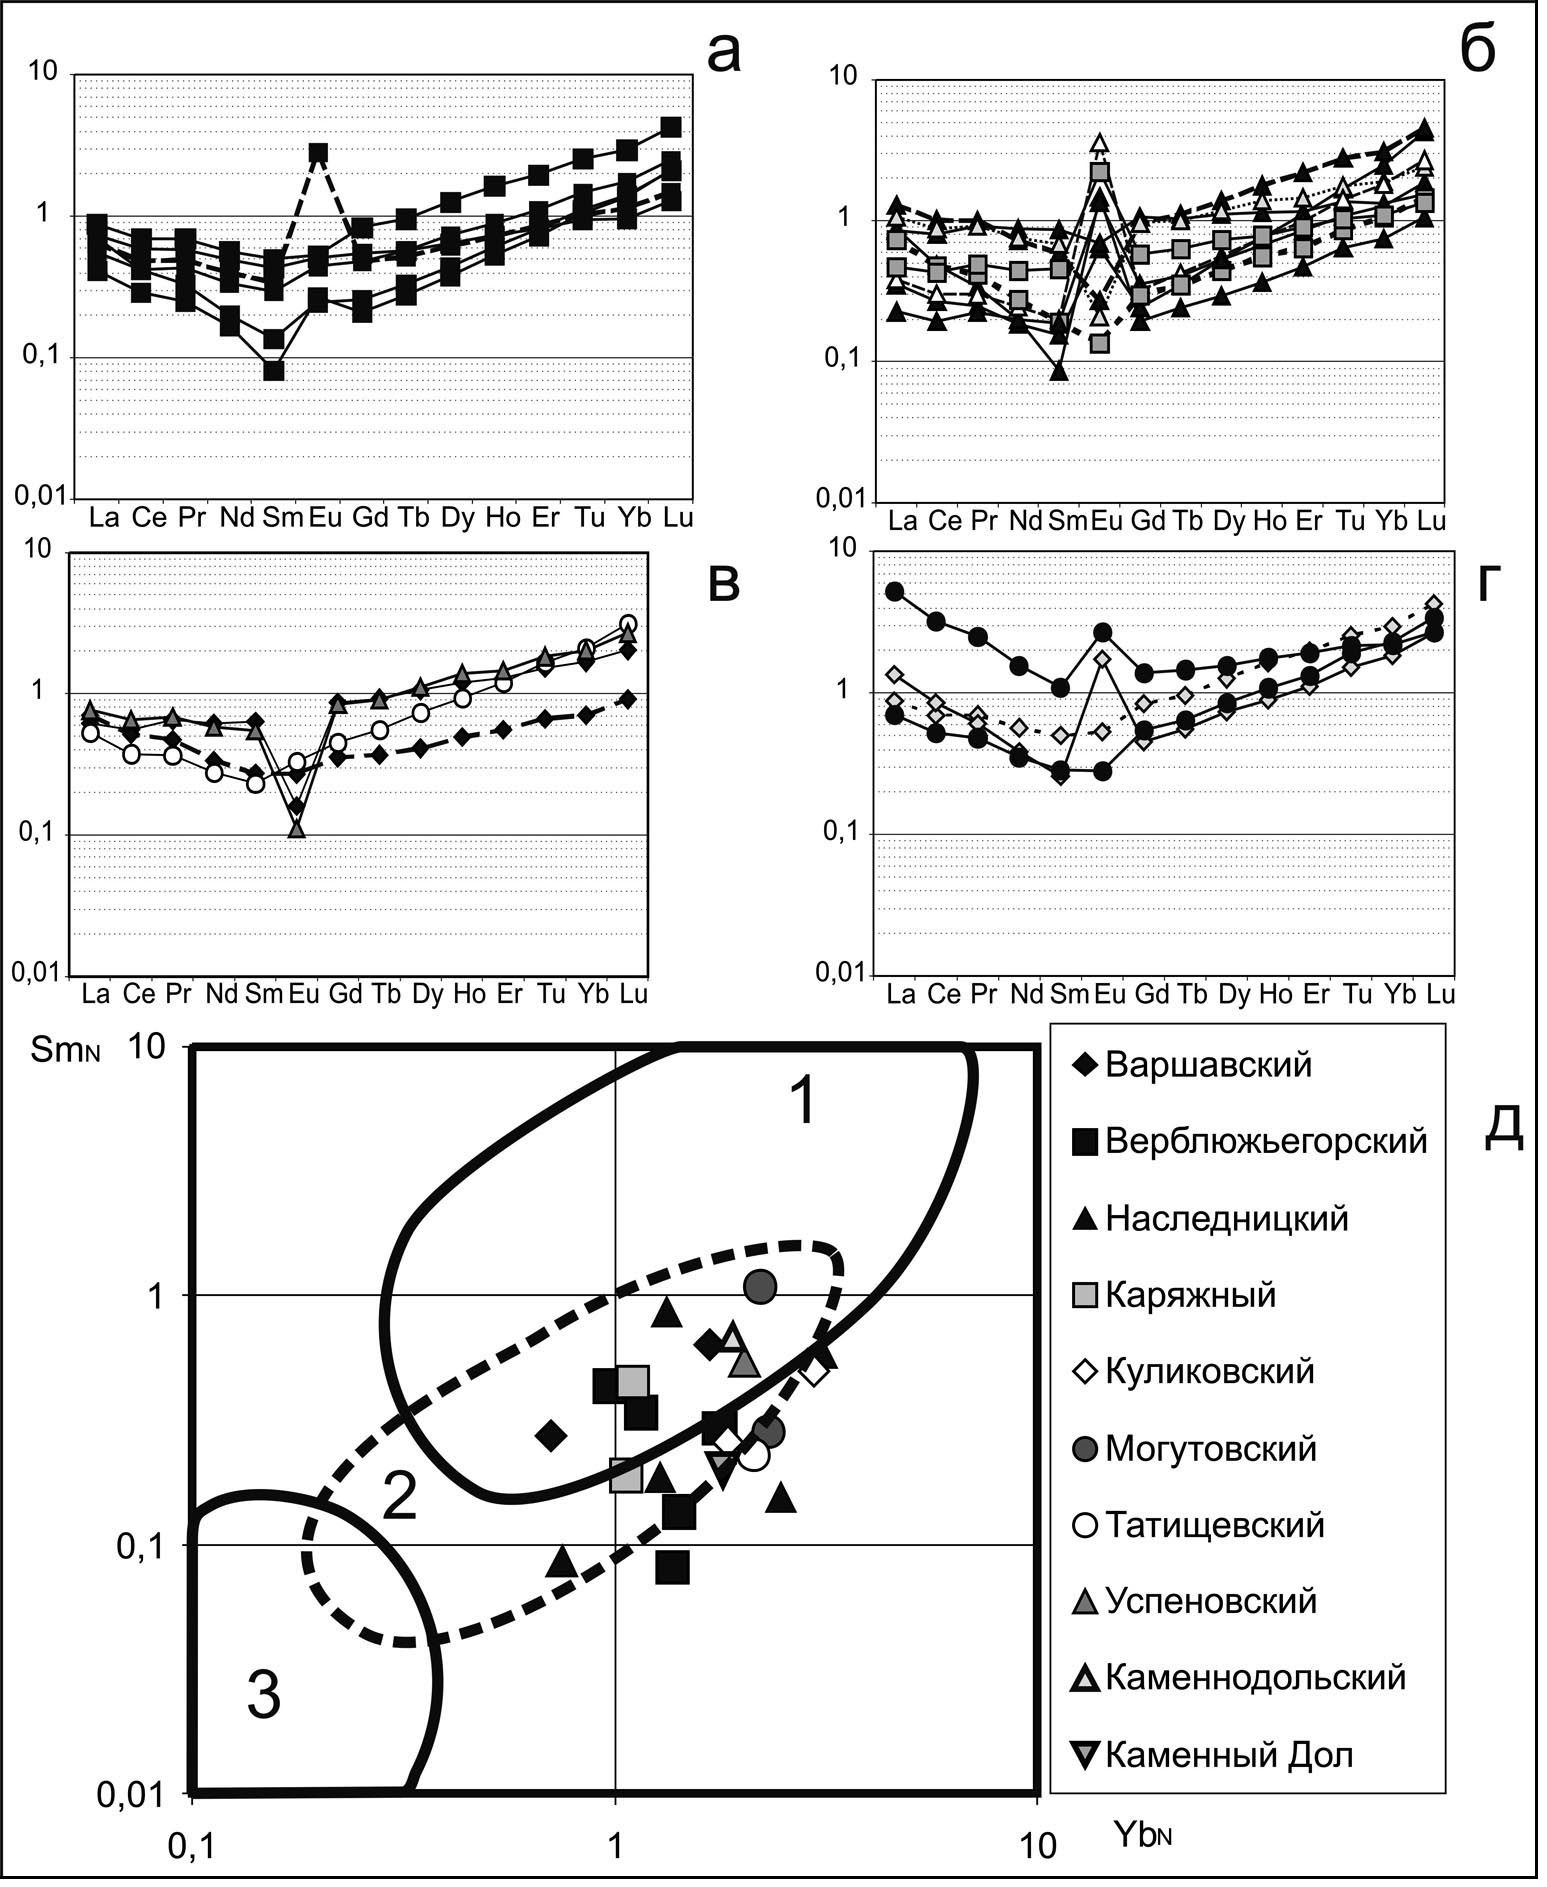 а
10
1
0,1
0,01
La Ce Pr Nd Sm Eu Gd Tb Dy Ho Er Tu Yb Lu
б
10
1
0,1
0,01
La Ce Pr Nd Sm Eu Gd Tb Dy Ho Er Tu Yb Lu
в
10
1
0,1
0,01
La Ce Pr Nd Sm Eu Gd Tb Dy Ho Er Tu Yb Lu
г
10
1
0,1
0,01
La Ce Pr Nd Sm Eu Gd Tb Dy Ho Er Tu Yb Lu
д
SmN
10
1
0,1
0,01
0,1 1 10
YbN
1
2
3
Варшавский
Верблюжьегорский
Наследницкий
Каряжный
Куликовский
Могутовский
Татищевский
Успеновский
Каменнодольский
Каменный Дол